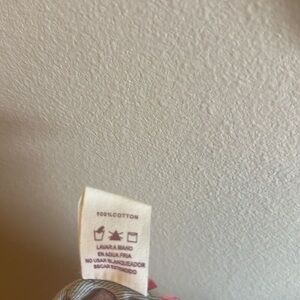 100% COTTON
LAVAR A MANO
EN AGUA FRIA
NO USAR BLANQUEADOR
SECAR EXTENDIDO